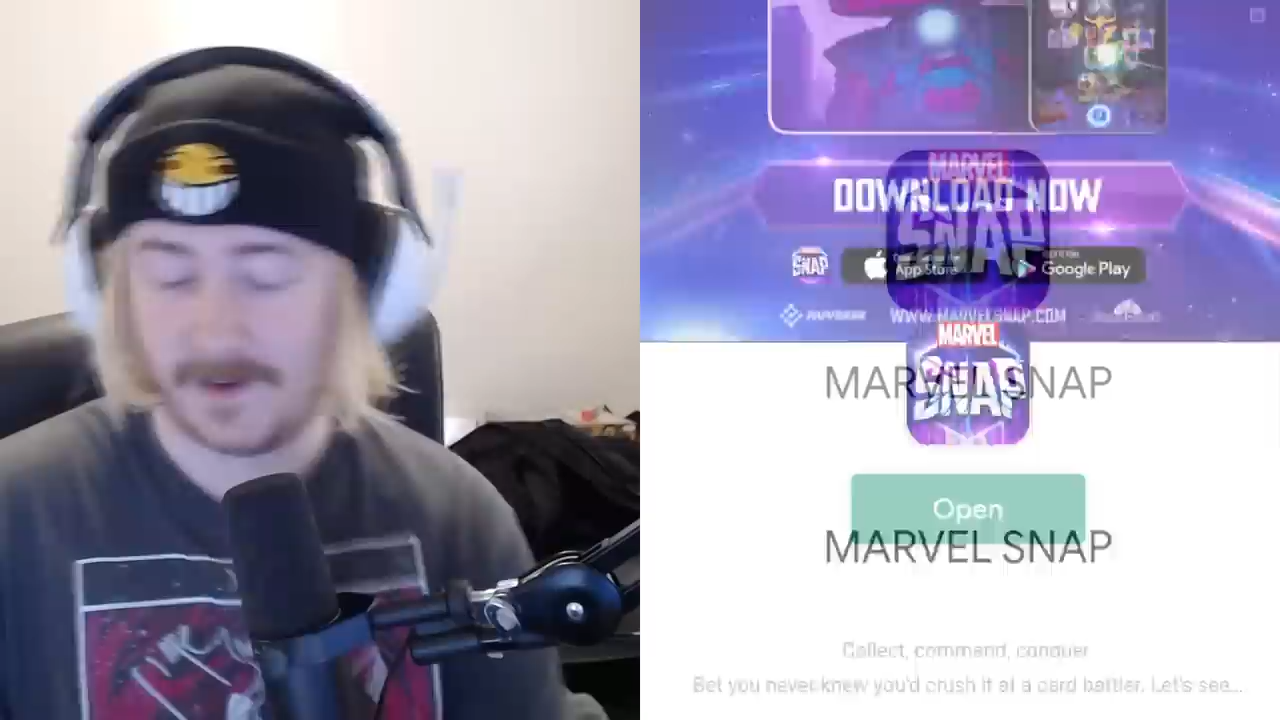 DOWNLOAD NOW
MARVEL
SNAP
SNAP
App Store
Google Play
WWW.MARVELSNAP.COM
MARVEL
SNAP
MARVEL SNAP
Open
MARVEL SNAP
Collect, command, conquer
Bet you never knew you'd crush it at a card battler. Let's see...